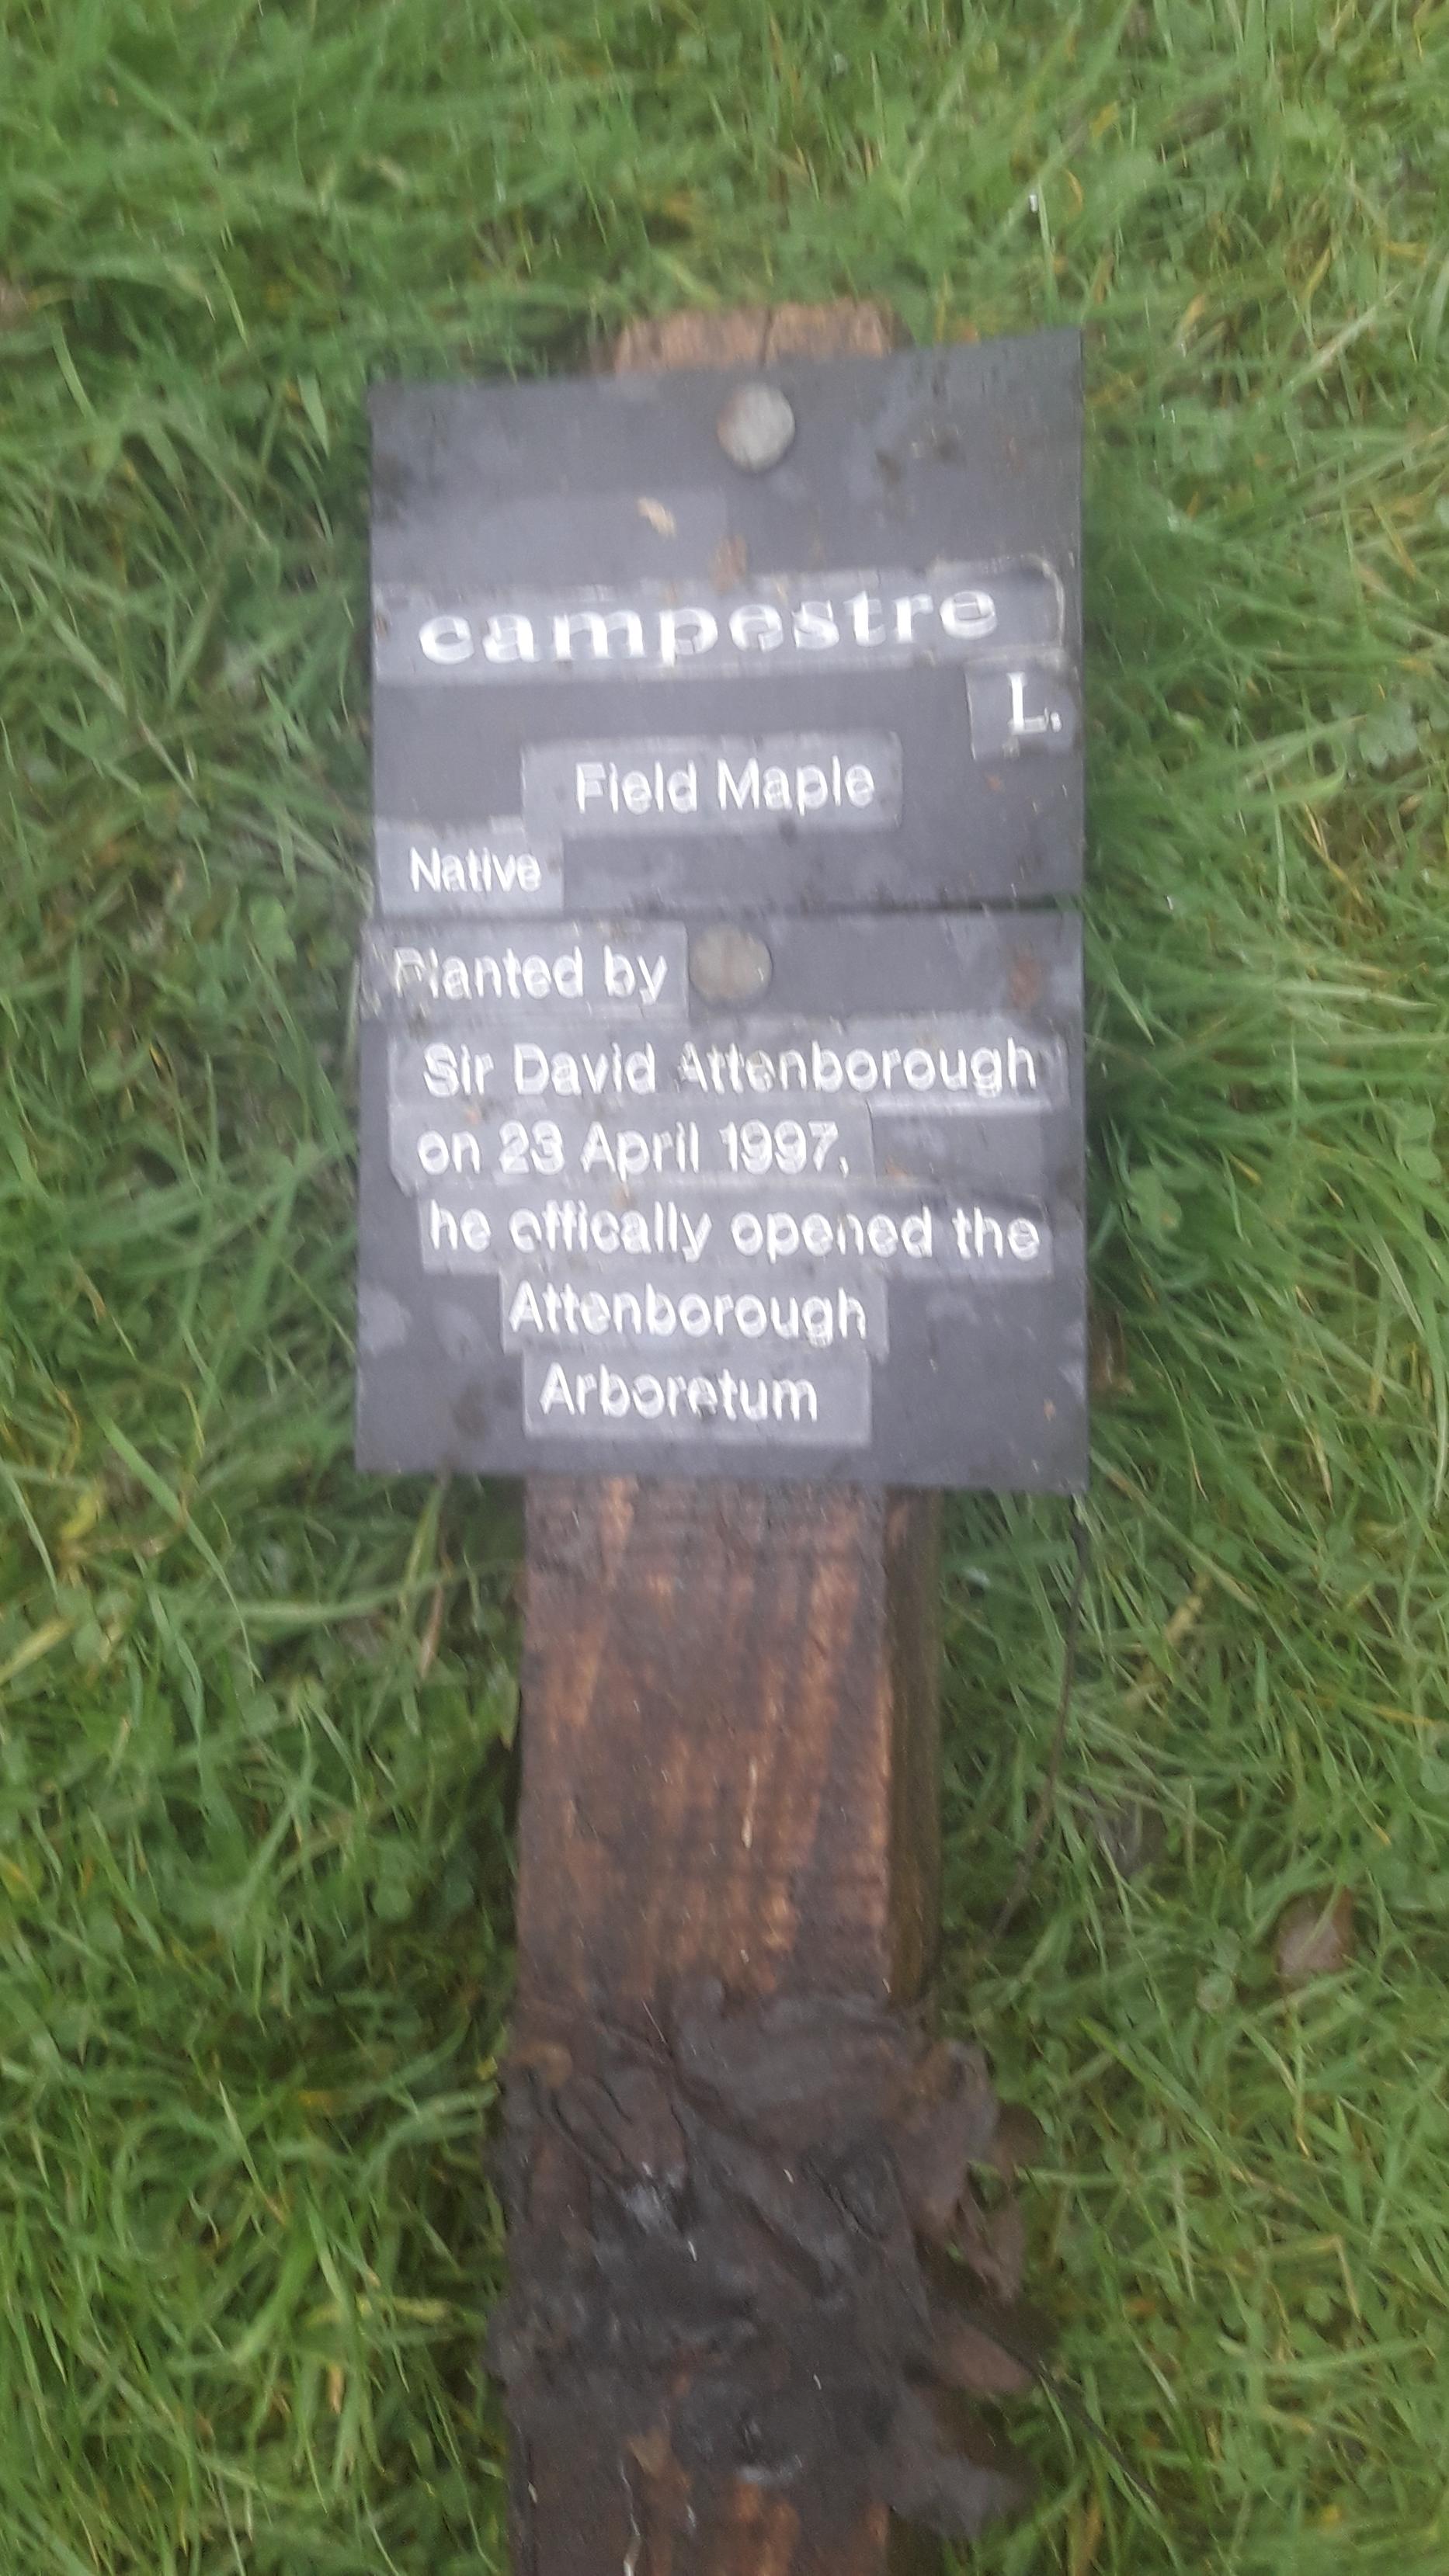 campestre
L.
Field Maple
Native
Planted by
Sir David Attenborough
on 23 April 1997,
he offically opened the
Attenborough
Arboretum